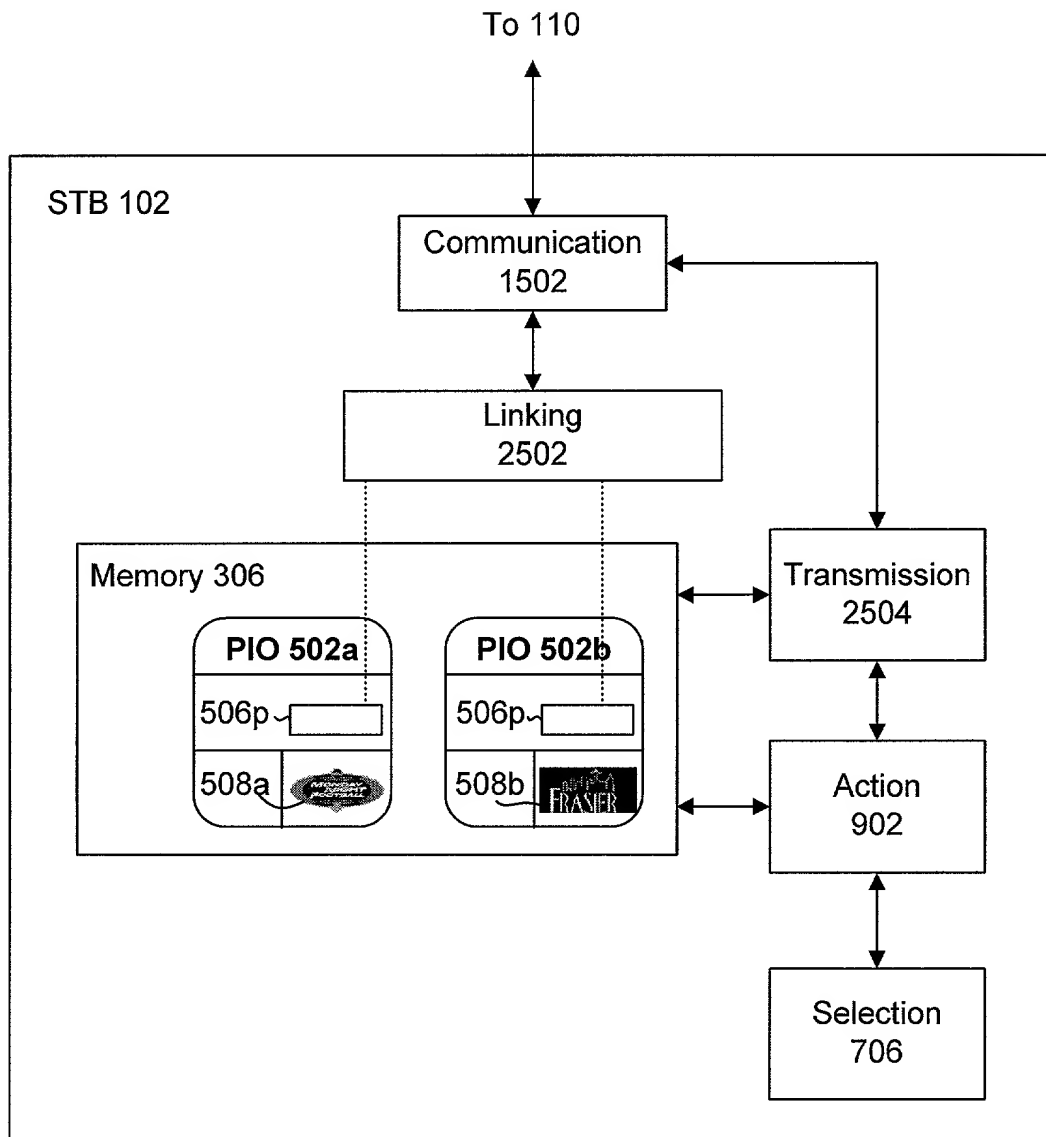 To 110
STB 102
Communication
1502
Linking
2502
Memory 306
Transmission
2504
PIO 502a
PIO 502b
506p
506p
508a
508b
FRASIER
Action
902
Selection
706